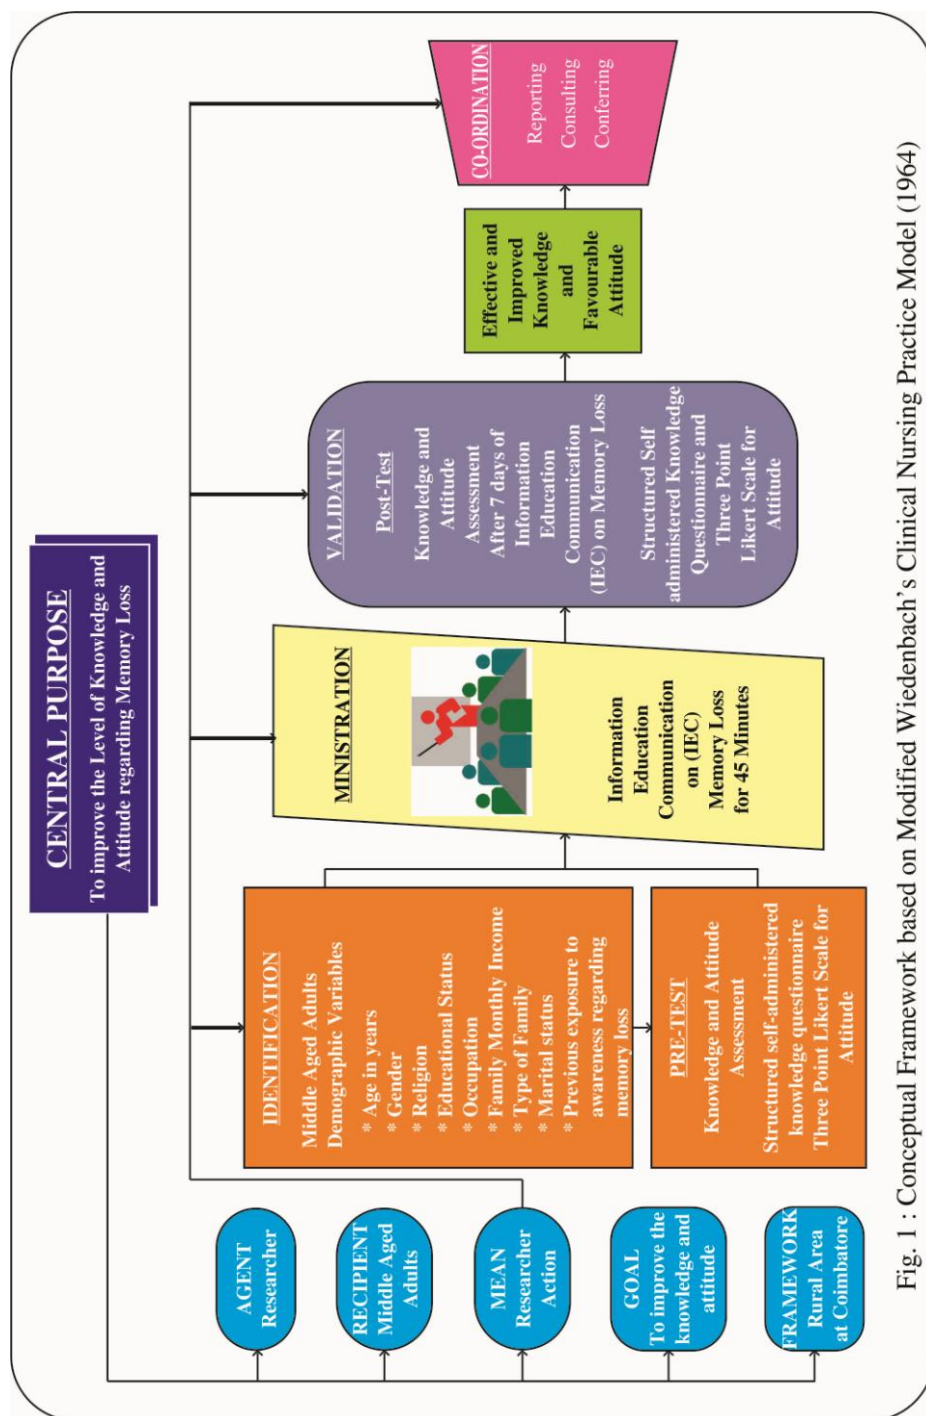 CENTRAL PURPOSE
To improve the Level of Knowledge and
Attitude regarding Memory Loss
AGENT
Researcher
RECIPIENT
Middle Aged
Adults
MEAN
Researcher
Action
GOAL
To improve the
knowledge and
attitude
FRAMEWORK
Rural Area
at Coimbatore
IDENTIFICATION
Middle Aged Adults
Demographic Variables
* Age in years
* Gender
* Religion
* Educational Status
* Occupation
* Family Monthly Income
* Type of Family
* Marital status
* Previous exposure to
awareness regarding
memory loss
PRE-TEST
Knowledge and Attitude
Assessment
Structured self-administered
knowledge questionnaire
Three Point Likert Scale for
Attitude
MINISTRATION
Information
Education
Communication
on (IEC)
Memory Loss
for 45 Minutes
VALIDATION
Post-Test
Knowledge and
Attitude
Assessment
After 7 days of
Information
Education
Communication
(IEC) on Memory Loss)
Structured Self
administered Knowledge
Questionnaire and
Three Point
Likert Scale for
Attitude
Effective and
Improved
Knowledge
and
Favourable
Attitude
CO-ORDINATION
Reporting
Consulting
Conferring
Fig. 1 : Conceptual Framework based on Modified Wiedenbach's Clinical Nursing Practice Model (1964)